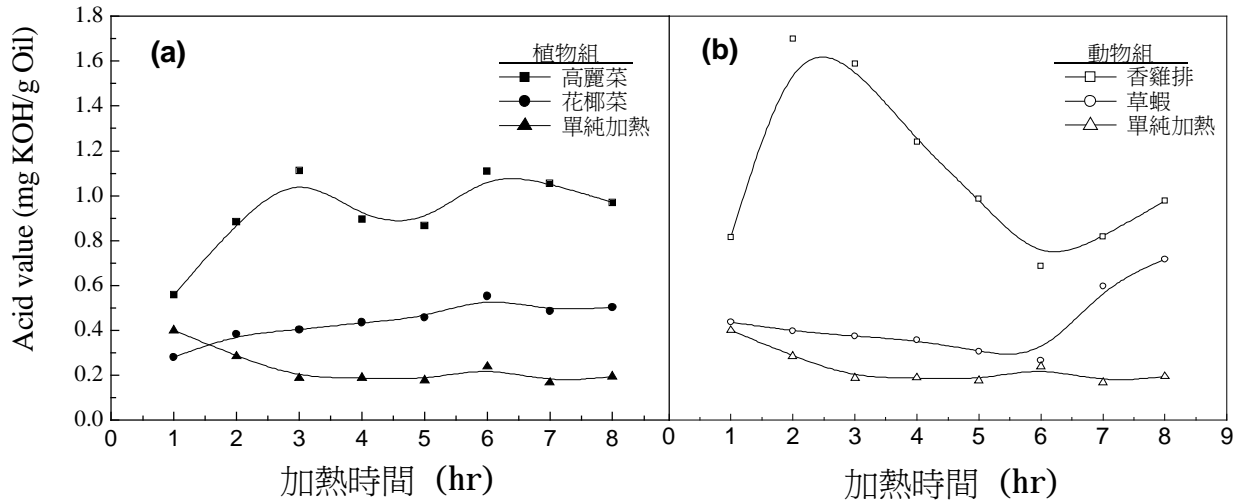 Acid value (mg KOH/g Oil)
1.8
1.6
1.4
1.2
1.0
0.8
0.6
0.4
0.2
0.0
(a)
植物組
高麗菜
花椰菜
單純加熱
0 1 2 3 4 5 6 7 8
加熱時間 (hr)
(b)
動物組
香雞排
草蝦
單純加熱
0 1 2 3 4 5 6 7 8 9
加熱時間 (hr)